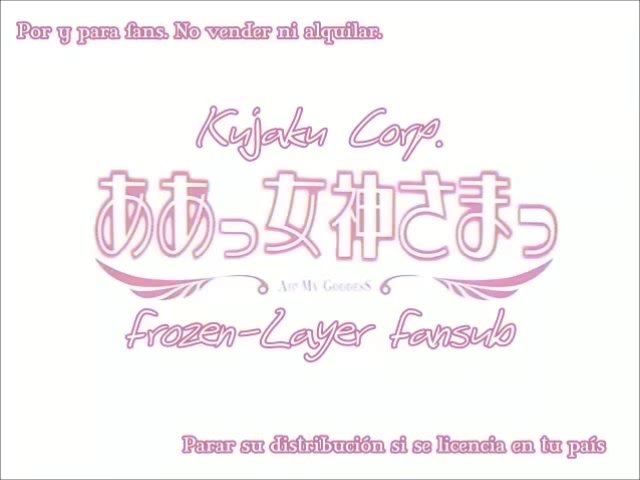 Por y para fans. No vender ni alquilar.
Kujaku Corp.
ああっ女神さまっ
Ah! My Goddess
frozen-Layer fansub
Parar su distribución si se licencia en tu país